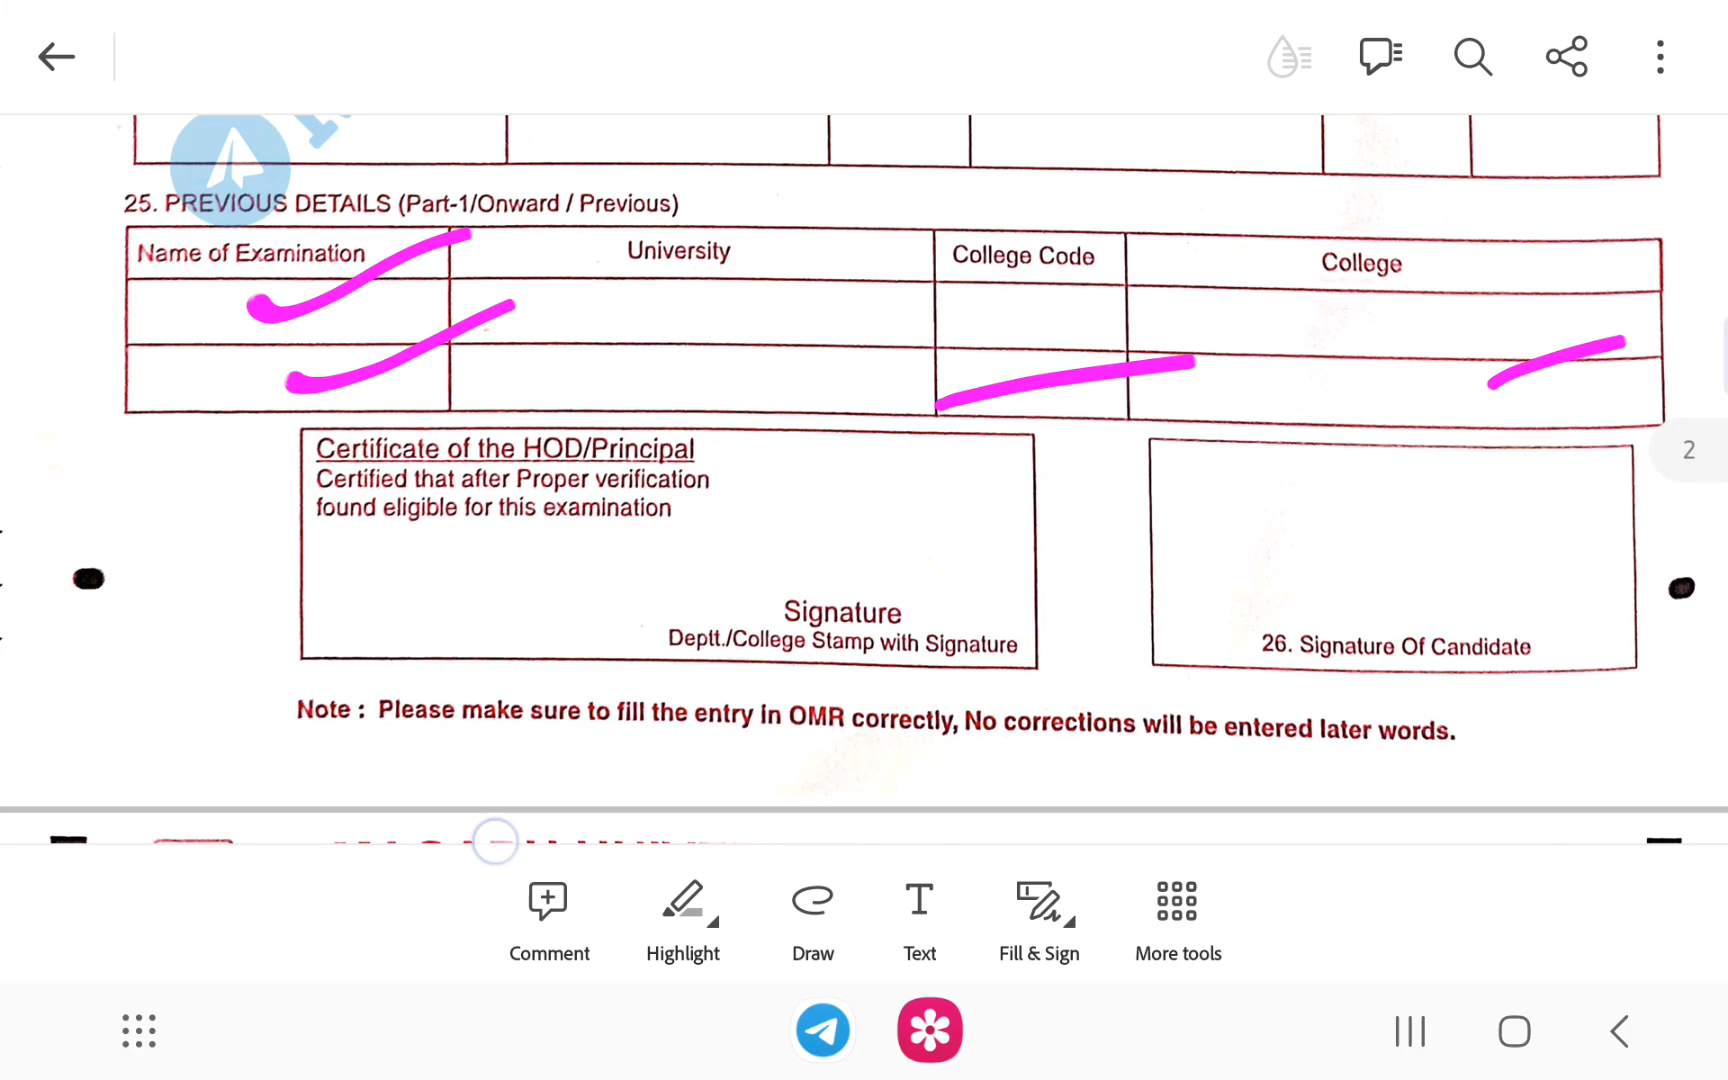 25. PREVIOUS DETAILS (Part-1/Onward / Previous)
Name of Examination University College Code College
Certificate of the HOD/Principal
Certified that after Proper verification
found eligible for this examination
Signature
Deptt./College Stamp with Signature
26. Signature Of Candidate
2
Note : Please make sure to fill the entry in OMR correctly, No corrections will be entered later words.
Comment Highlight Draw Text Fill & Sign More tools